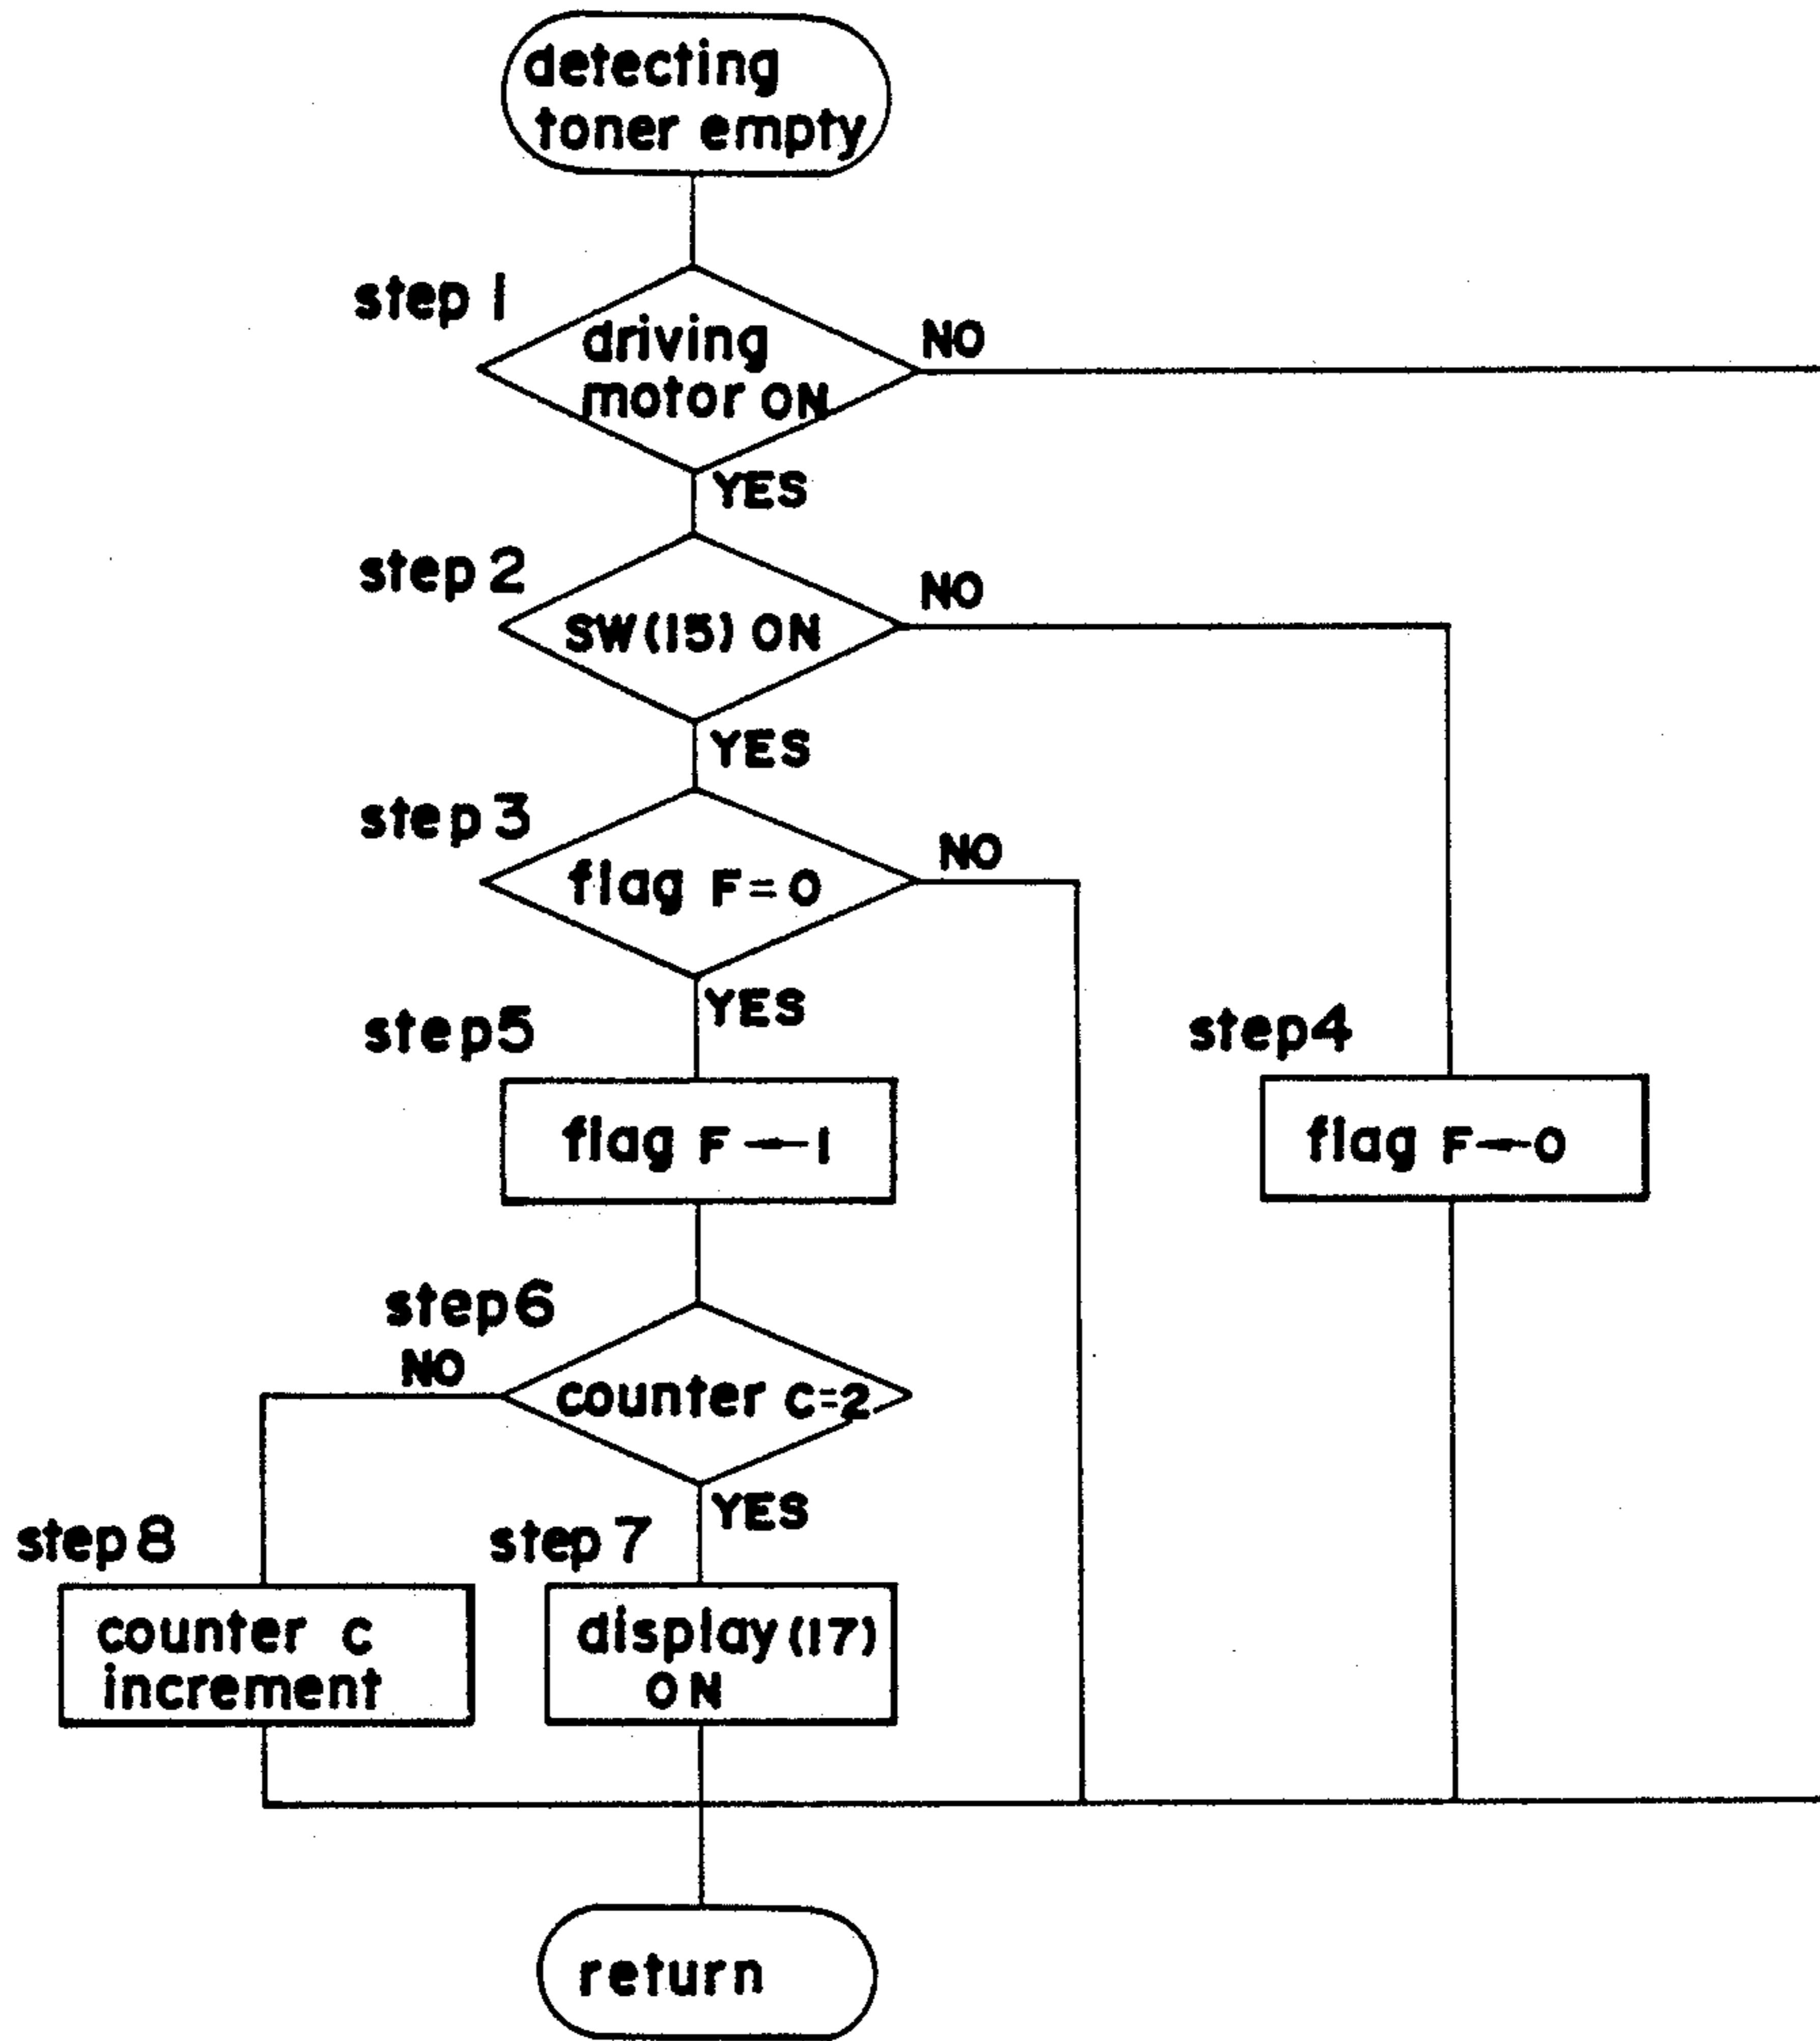 detecting
toner empty
step 1
driving
motor ON
NO
YES
step 2
SW(15) ON
NO
YES
step 3
flag F=0
NO
YES
step5
flag F←1
step4
flag F←0
step6
NO
counter c=2
YES
step 8
counter c
increment
step 7
display(17)
ON
return